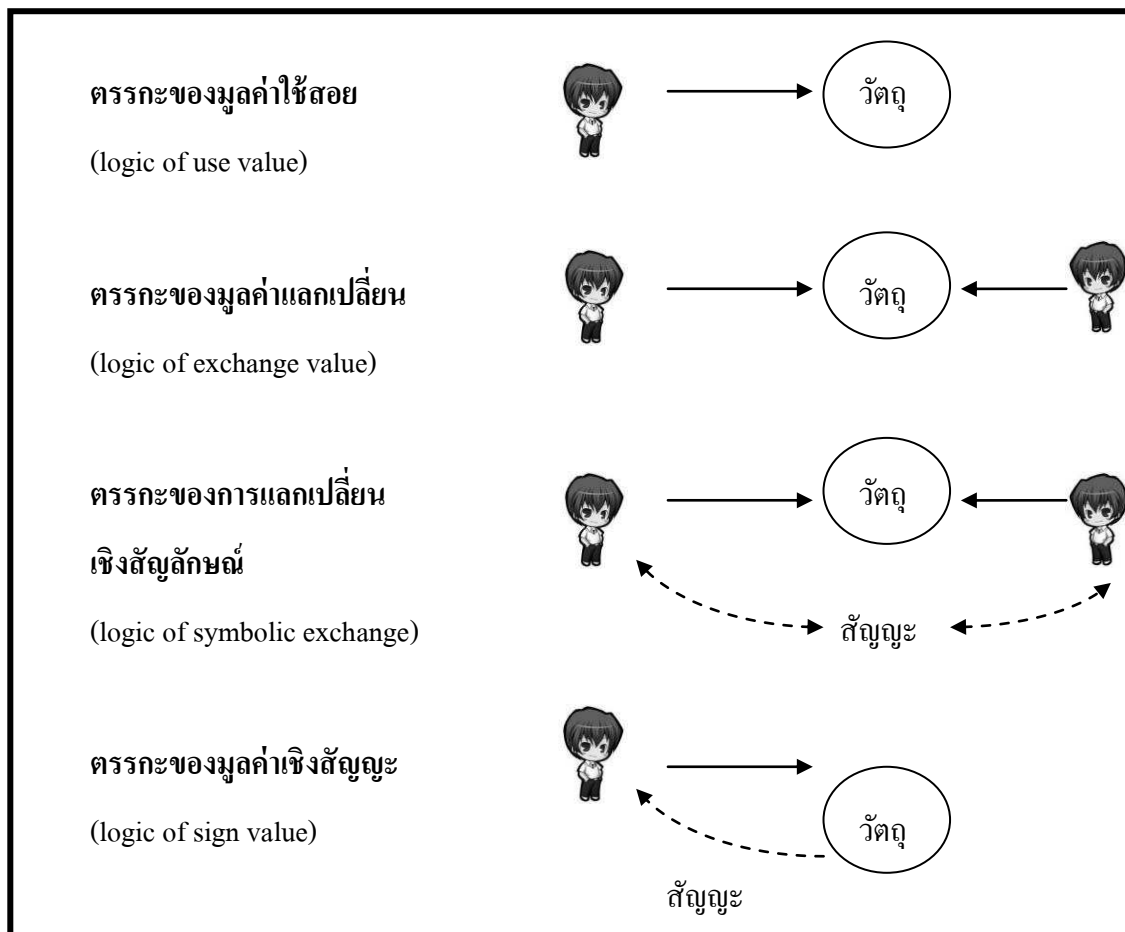 ตรรกะของมูลค่าใช้สอย
วัตถุ
(logic of use value)
ตรรกะของมูลค่าแลกเปลี่ยน
วัตถุ
(logic of exchange value)
ตรรกะของการแลกเปลี่ยน
วัตถุ
เชิงสัญลักษณ์
(logic of symbolic exchange)
สัญญะ
ตรรกะของมูลค่าเชิงสัญญะ
(logic of sign value)
วัตถุ
สัญญะ